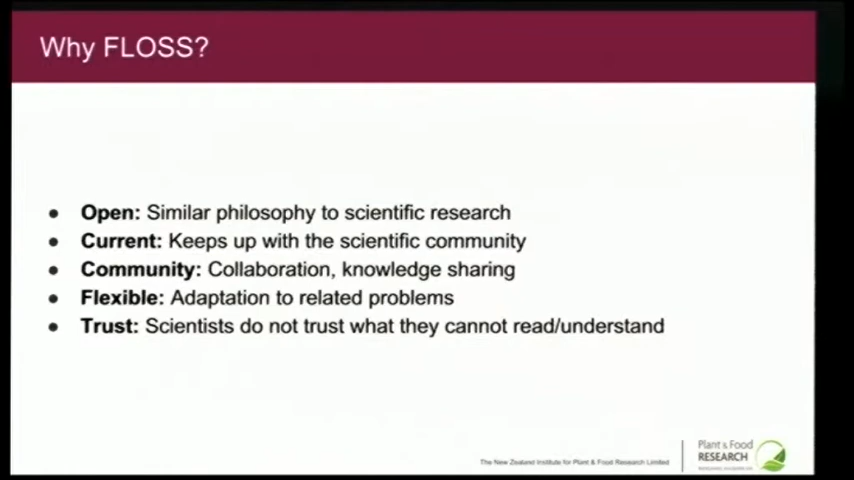 Why FLOSS?
● Open: Similar philosophy to scientific research
● Current: Keeps up with the scientific community
● Community: Collaboration, knowledge sharing
● Flexible: Adaptation to related problems
● Trust: Scientists do not trust what they cannot read/understand
The New Zealand Institute for Plant & Food Research Limited
Plant & Food
RESEARCH